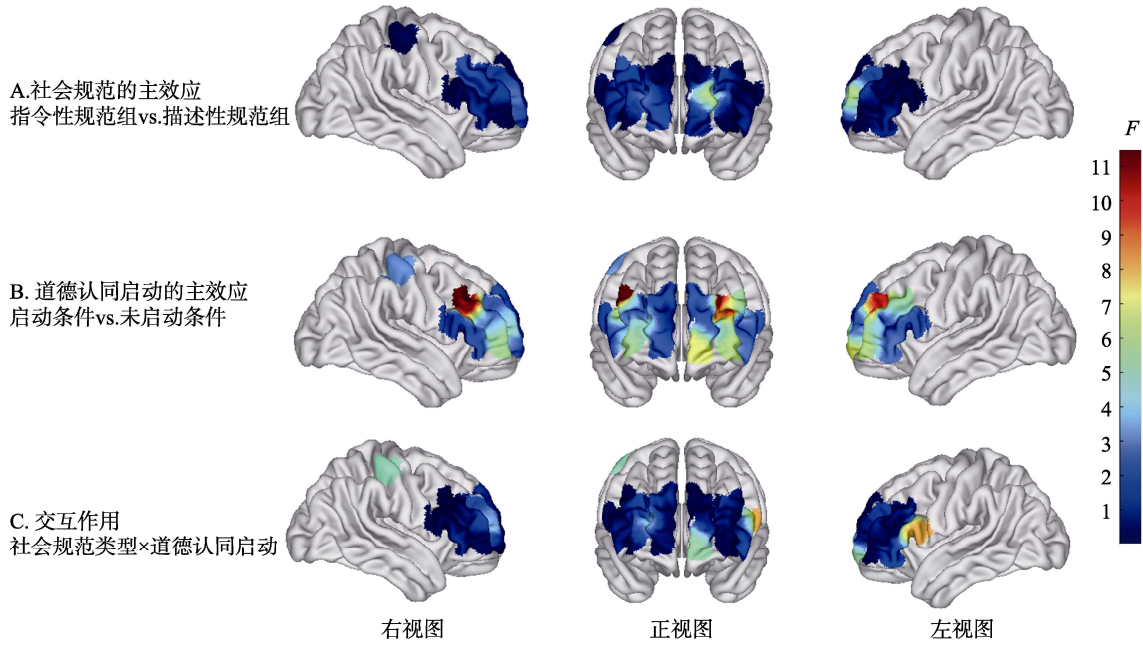 A.社会规范的主效应
指令性规范组vs.描述性规范组
B. 道德认同启动的主效应
启动条件vs.未启动条件
C. 交互作用
社会规范类型×道德认同启动
右视图
正视图
左视图
F
11
10
9
8
7
6
5
4
3
2
1